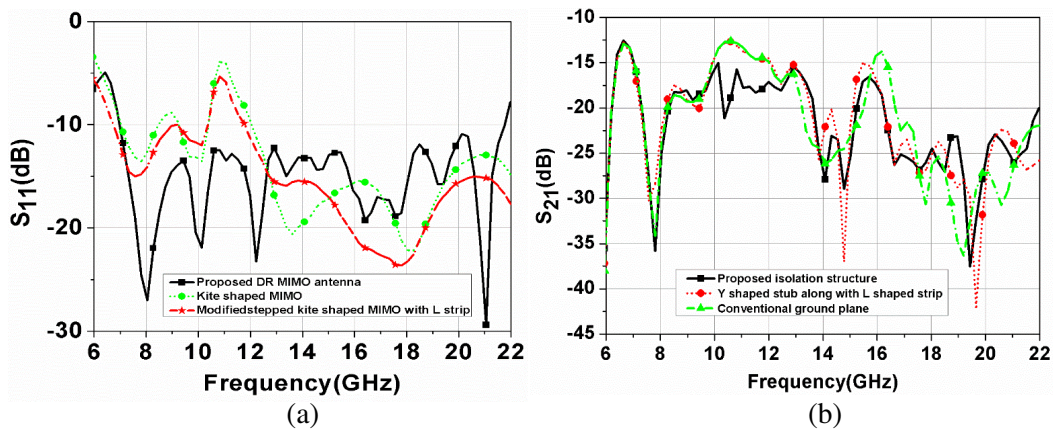 (a)
0
-10
-20
-30
S11(dB)
Proposed DR MIMO antenna
Kite shaped MIMO
Modifiedstepped kite shaped MIMO with L strip
6 8 10 12 14 16 18 20 22
Frequency(GHz)
(a)
(b)
-10
-15
-20
-25
-30
-35
-40
-45
S21(dB)
Proposed isolation structure
Y shaped stub along with L shaped strip
Conventional ground plane
6 8 10 12 14 16 18 20 22
Frequency(GHz)
(b)